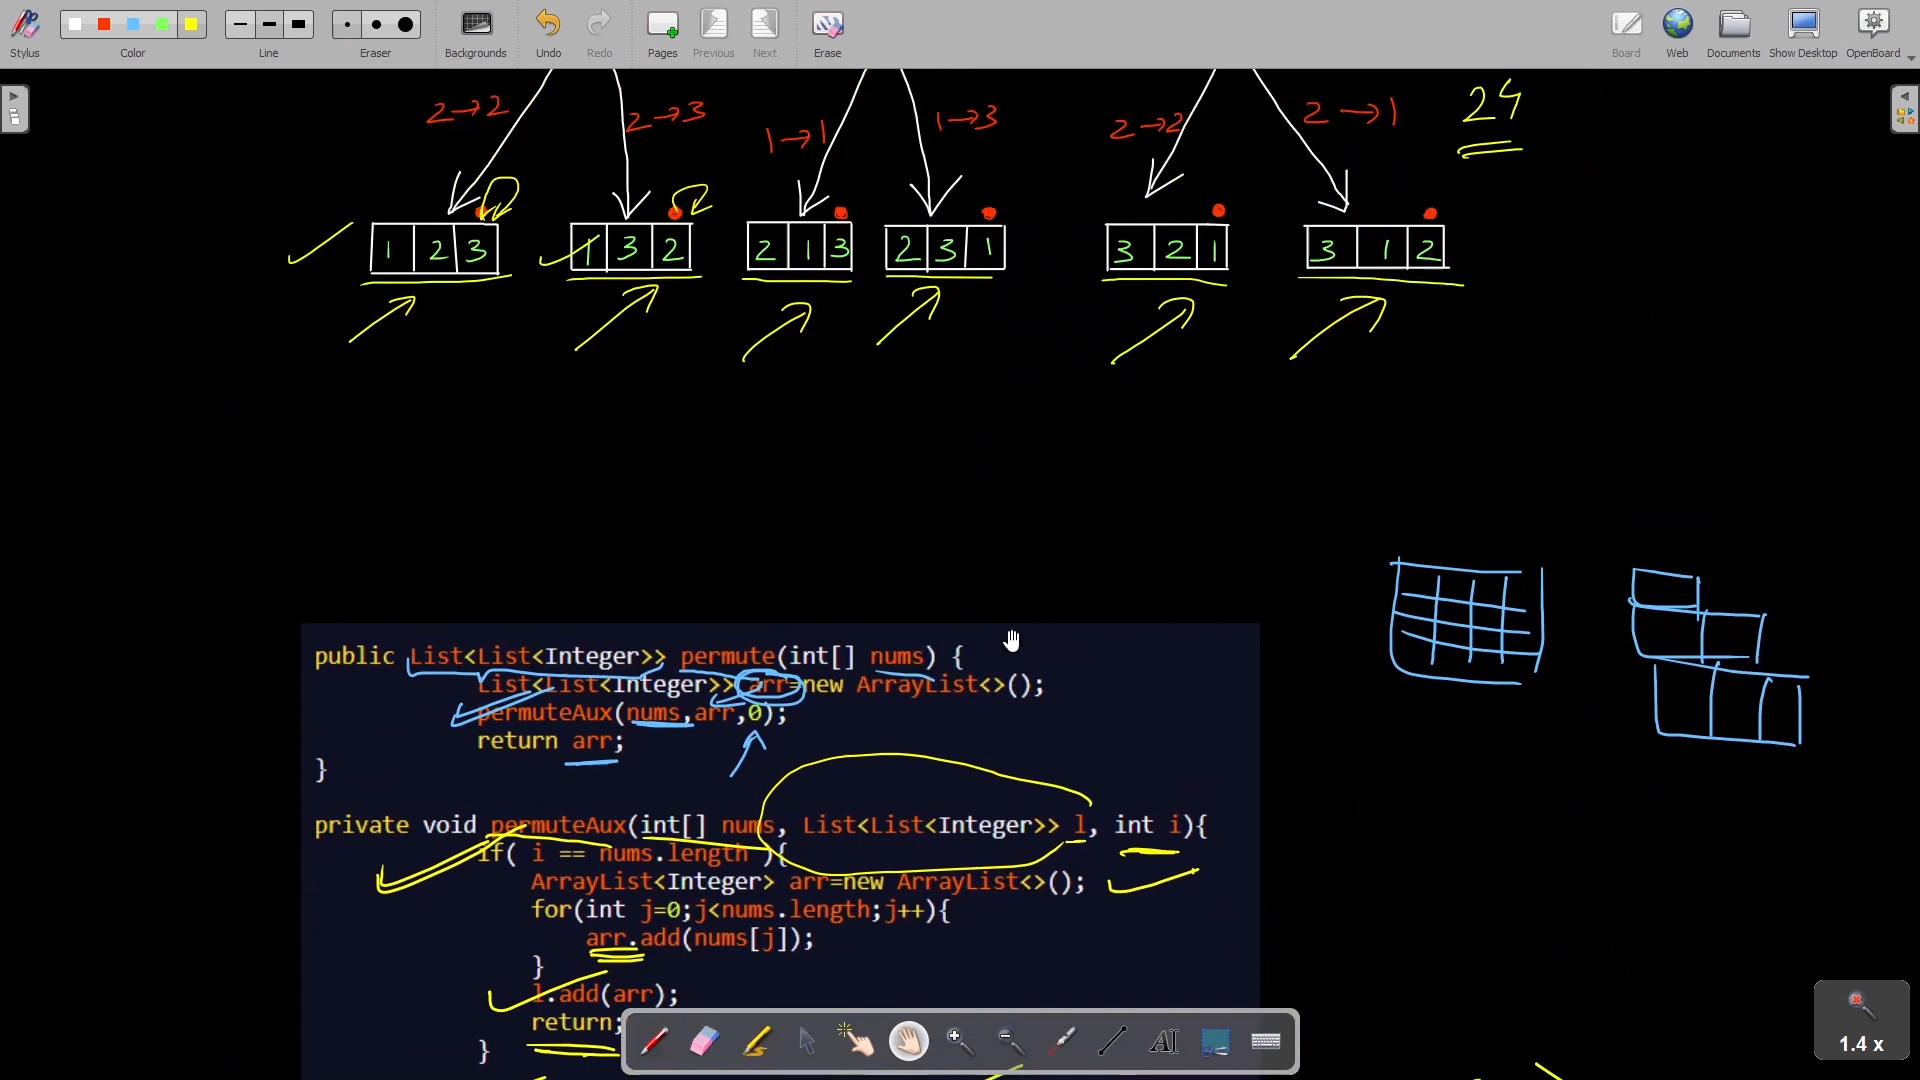 Stylus
Color
Line
Eraser
Backgrounds
Undo
Redo
Pages
Previous
Next
Erase
Board
Web
Documents
Show Desktop
OpenBoard
2→2
2→3
1→1
1→3
2→2
2→1
24
1 2 3
1 3 2
2 1 3
2 3 1
3 2 1
3 1 2
public List<List<Integer>> permute(int[] nums) {
List<List<Integer>> arr=new ArrayList<>();
permuteAux(nums,arr,0);
return arr;
}
private void permuteAux(int[] nums, List<List<Integer>> l, int i){
if( i == nums.length ){
ArrayList<Integer> arr=new ArrayList<>();
for(int j=0;j<nums.length;j++){
arr.add(nums[j]);
}
l.add(arr);
return;
}
AI
1.4 x